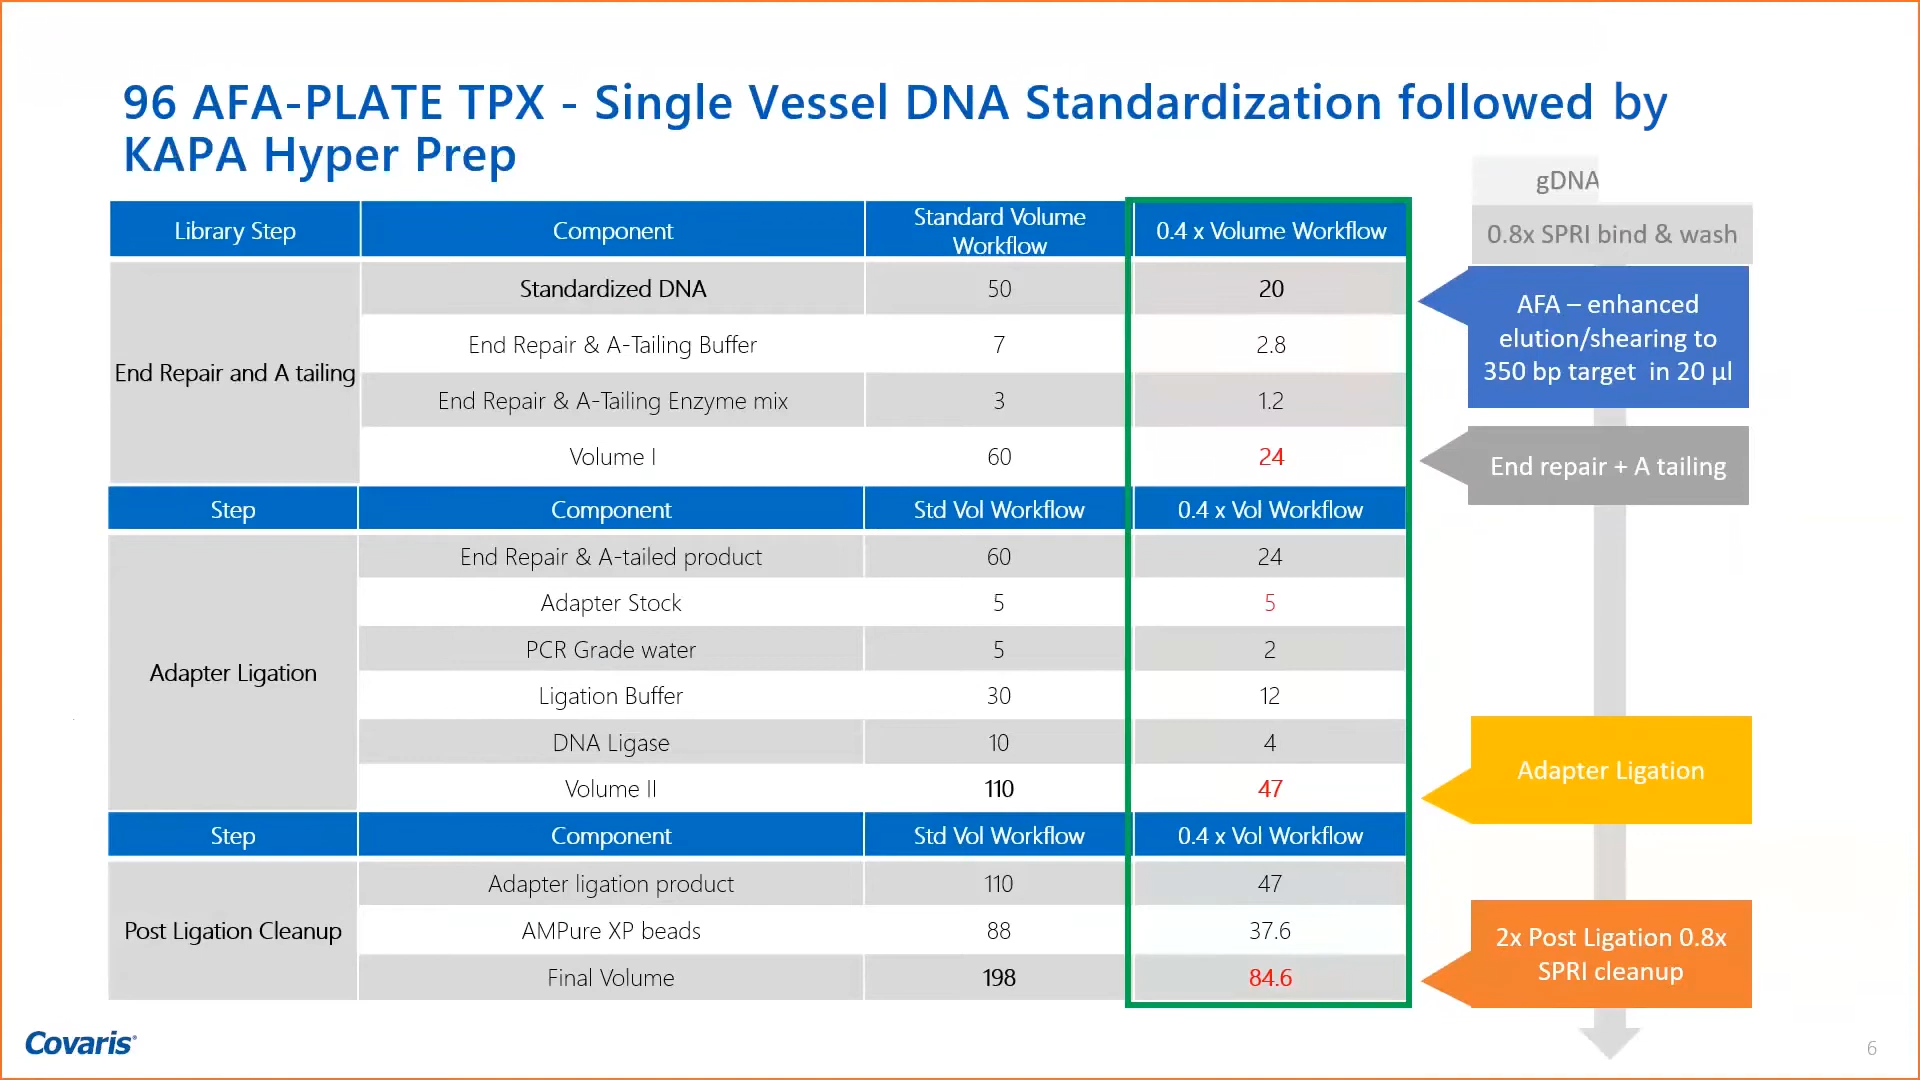 96 AFA-PLATE TPX - Single Vessel DNA Standardization followed by
KAPA Hyper Prep
Library Step
Component
Standard Volume
Workflow
0.4 x Volume Workflow
End Repair and A tailing
Standardized DNA
50
20
End Repair & A-Tailing Buffer
7
2.8
End Repair & A-Tailing Enzyme mix
3
1.2
Volume I
60
24
Step
Component
Std Vol Workflow
0.4 x Vol Workflow
Adapter Ligation
End Repair & A-tailed product
60
24
Adapter Stock
5
5
PCR Grade water
5
2
Ligation Buffer
30
12
DNA Ligase
10
4
Volume II
110
47
Step
Component
Std Vol Workflow
0.4 x Vol Workflow
Post Ligation Cleanup
Adapter ligation product
110
47
AMPure XP beads
88
37.6
Final Volume
198
84.6
gDNA
0.8x SPRI bind & wash
AFA – enhanced
elution/shearing to
350 bp target in 20 µl
End repair + A tailing
Adapter Ligation
2x Post Ligation 0.8x
SPRI cleanup
Covaris
6